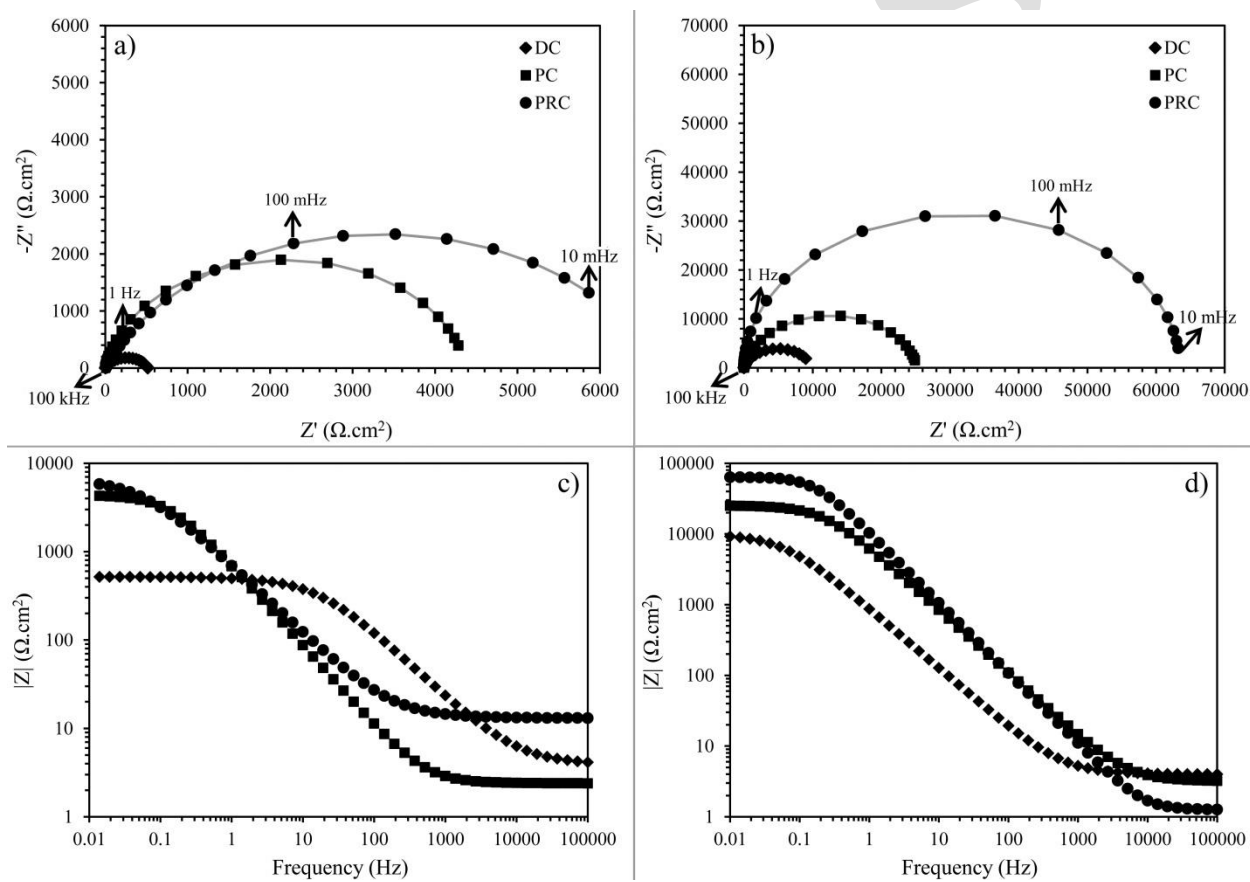 a)
DC
PC
PRC
6000
5000
4000
3000
2000
1000
0
-Z" (Ω.cm²)
100 mHz
10 mHz
1 Hz
100 kHz
0 1000 2000 3000 4000 5000 6000
Z' (Ω.cm²)
b)
DC
PC
PRC
70000
60000
50000
40000
30000
20000
10000
0
-Z" (Ω.cm²)
100 mHz
1 Hz
10 mHz
100 kHz
0 10000 20000 30000 40000 50000 60000 70000
Z' (Ω.cm²)
c)
10000
1000
100
10
1
|Z| (Ω.cm²)
0.01 0.1 1 10 100 1000 10000 100000
Frequency (Hz)
d)
100000
10000
1000
100
10
1
|Z| (Ω.cm²)
0.01 0.1 1 10 100 1000 10000 100000
Frequency (Hz)